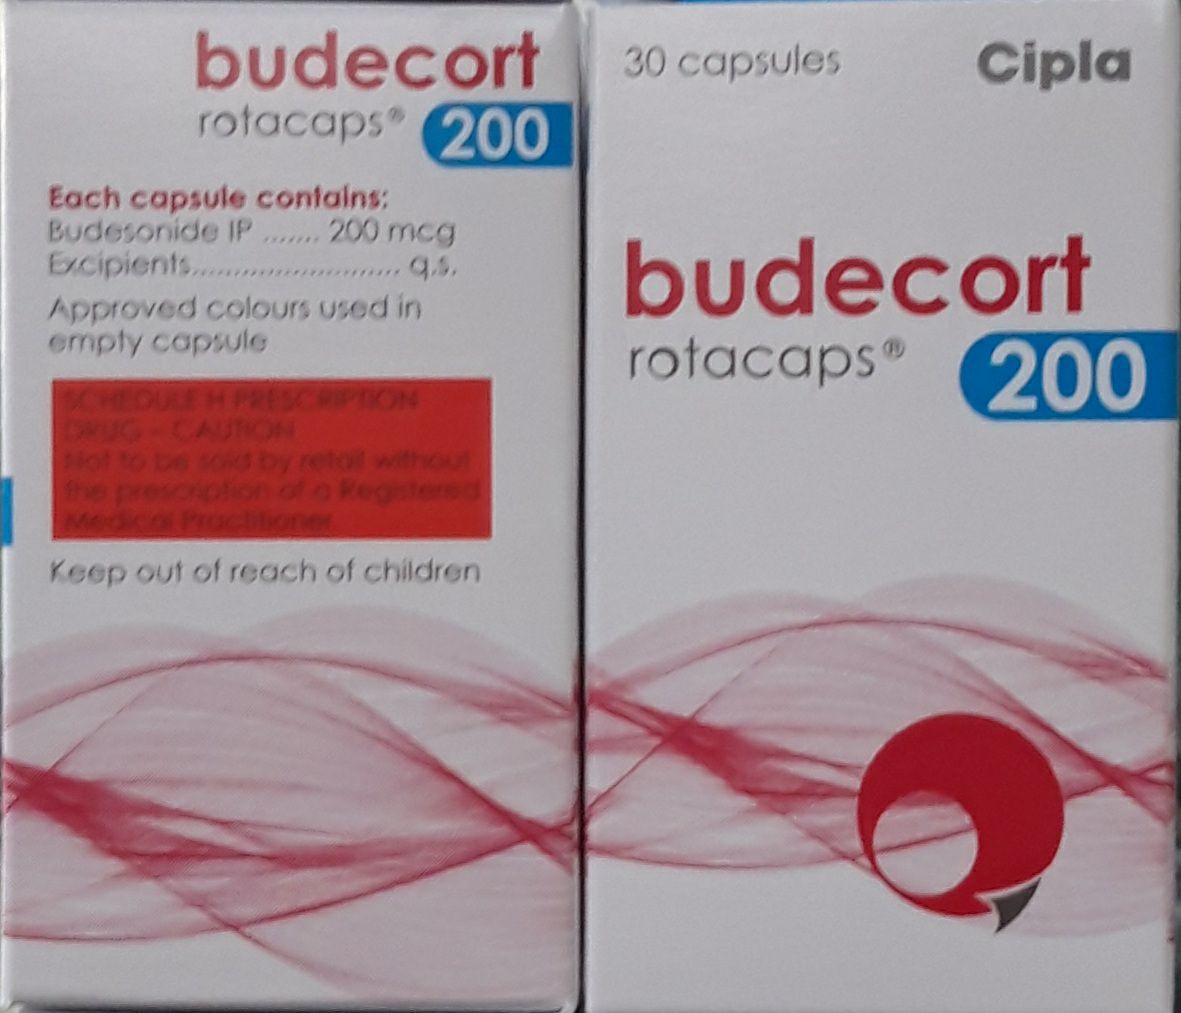 budecort
rotacaps®
200
Each capsule contains:
Budesonide IP ....... 200 mcg
Excipients.......................... q.s.
Approved colours used in
empty capsule
SCHEDULE H PRESCRIPTION
DRUG - CAUTION
Not to be sold by retail without
the prescription of a Registered
Medical Practitioner
Keep out of reach of children
30 capsules
Cipla
budecort
rotacaps®
200